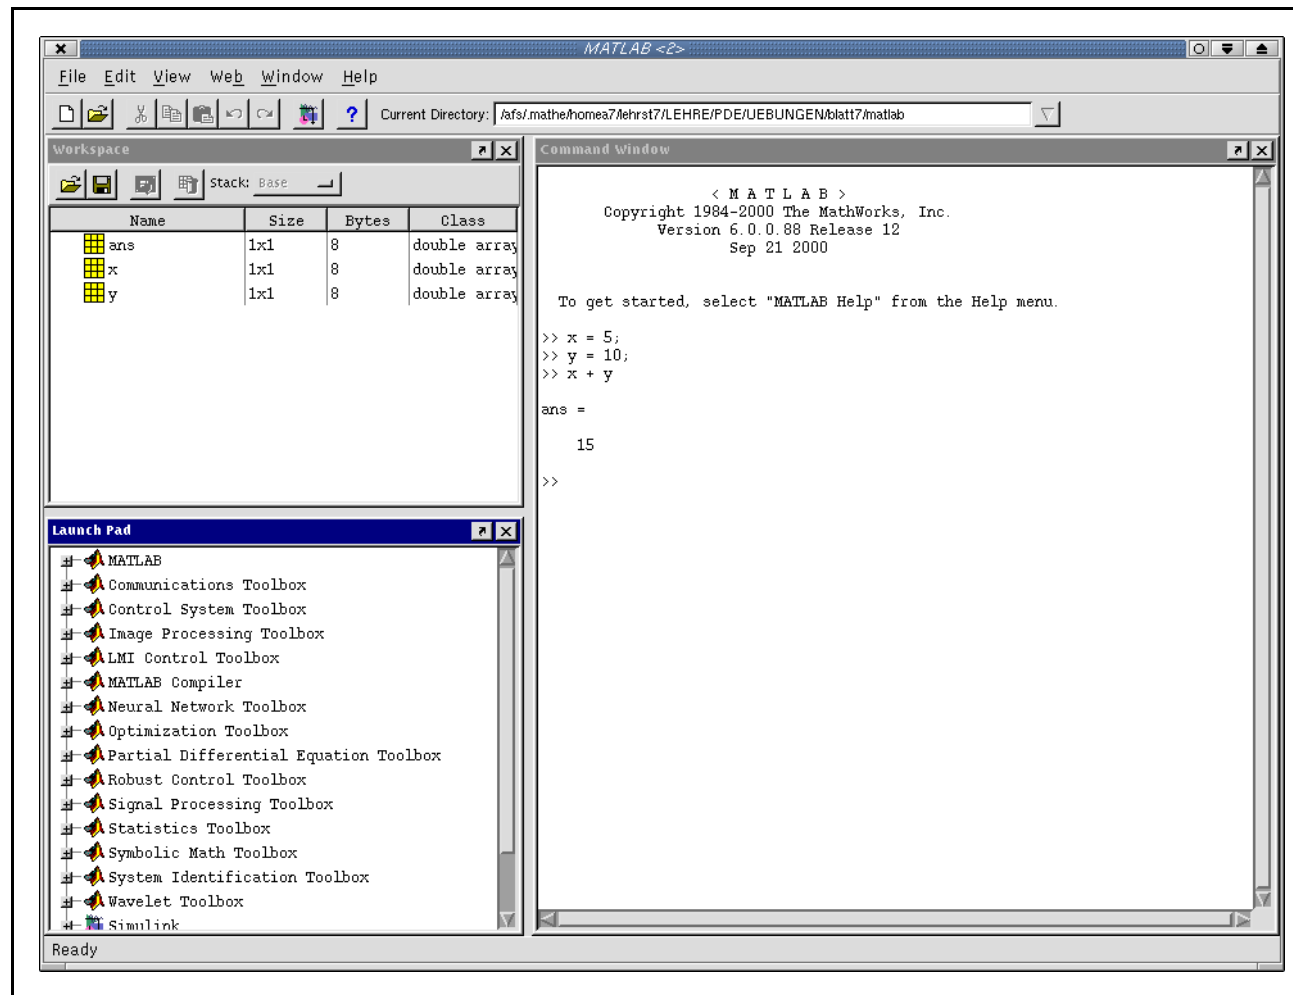 MATLAB <2>
File Edit View Web Window Help
Current Directory: /afs/.mathe/homea7/lehrst7/LEHRE/PDE/UEBUNGEN/blatt7/matlab
Workspace
Stack: Base
Name Size Bytes Class
ans 1x1 8 double array
x 1x1 8 double array
y 1x1 8 double array
Launch Pad
MATLAB
Communications Toolbox
Control System Toolbox
Image Processing Toolbox
LMI Control Toolbox
MATLAB Compiler
Neural Network Toolbox
Optimization Toolbox
Partial Differential Equation Toolbox
Robust Control Toolbox
Signal Processing Toolbox
Statistics Toolbox
Symbolic Math Toolbox
System Identification Toolbox
Wavelet Toolbox
Simulink
Command Window
< M A T L A B >
Copyright 1984-2000 The MathWorks, Inc.
Version 6.0.0.88 Release 12
Sep 21 2000
To get started, select "MATLAB Help" from the Help menu.
>> x = 5;
>> y = 10;
>> x + y
ans =
15
>>
Ready